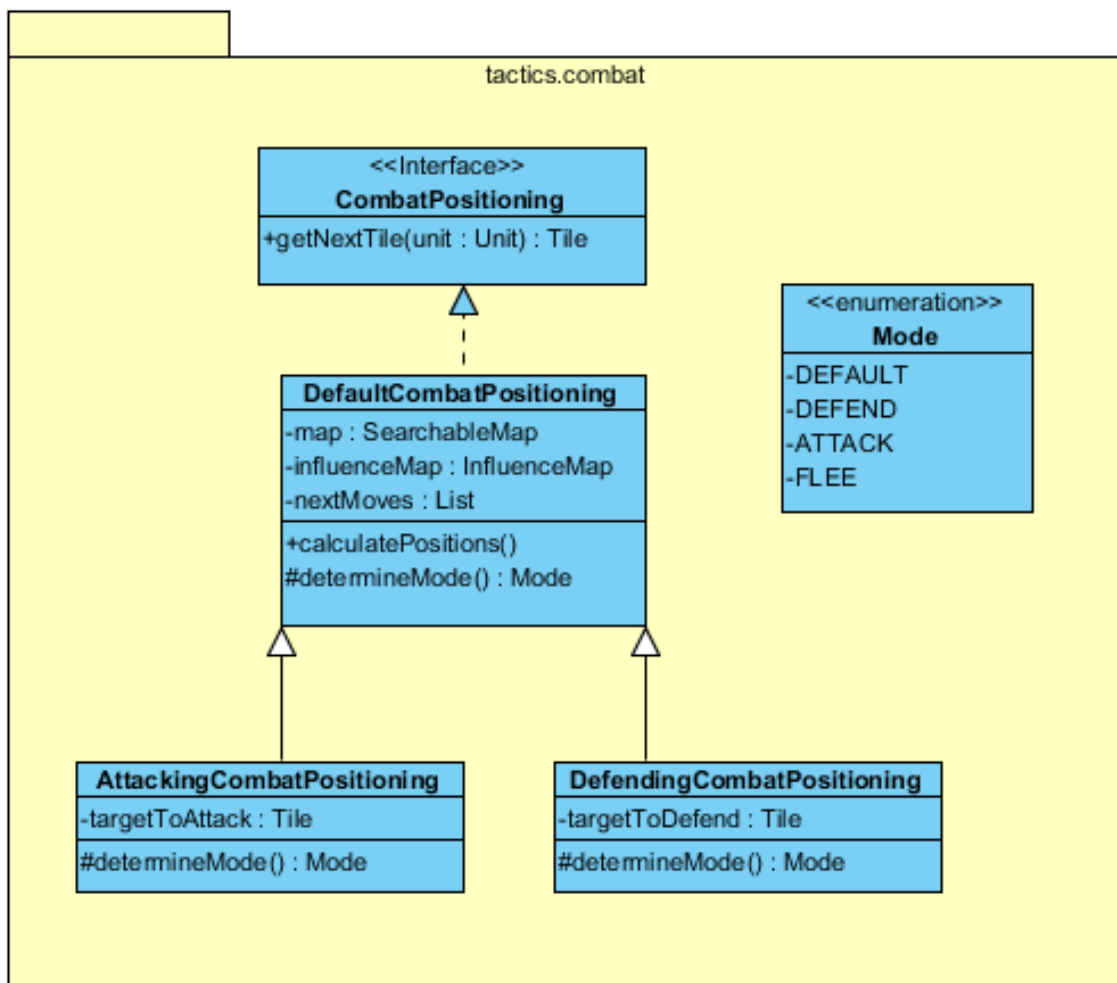 tactics.combat
<<Interface>>
CombatPositioning
+getNextTile(unit : Unit) : Tile
<<enumeration>>
Mode
-DEFAULT
-DEFEND
-ATTACK
-FLEE
DefaultCombatPositioning
-map : SearchableMap
-influenceMap : InfluenceMap
-nextMoves : List
+calculatePositions()
#determineMode() : Mode
AttackingCombatPositioning
-targetToAttack : Tile
#determineMode() : Mode
DefendingCombatPositioning
-targetToDefend : Tile
#determineMode() : Mode